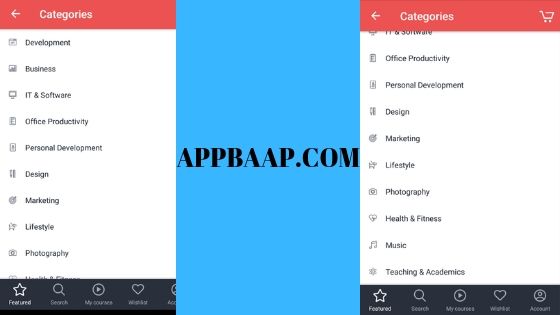 Categories
Development
Business
IT & Software
Office Productivity
Personal Development
Design
Marketing
Lifestyle
Photography
Health & Fitness
Featured Search My courses Wishlist Acc
APPBAAP.COM
Categories
IT & Software
Office Productivity
Personal Development
Design
Marketing
Lifestyle
Photography
Health & Fitness
Music
Teaching & Academics
Featured Search My courses Wishlist Account